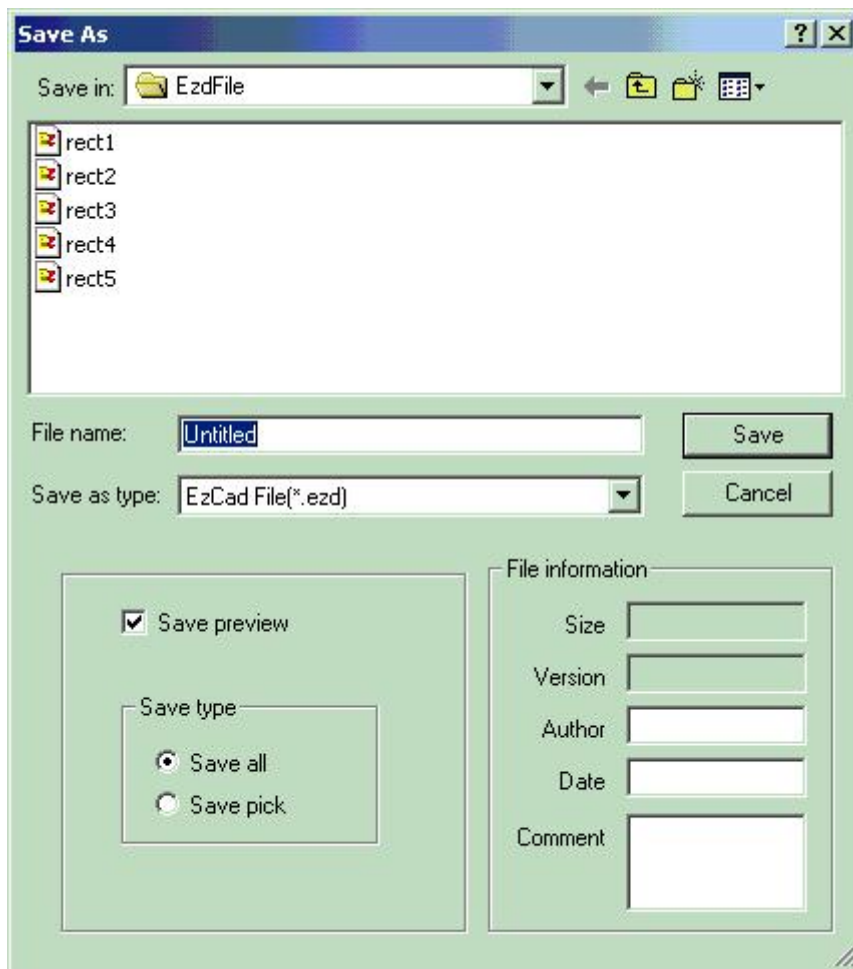 Save As
Save in: EzdFile
rect1
rect2
rect3
rect4
rect5
File name: Untitled Save
Save as type: EzCad File(*.ezd) Cancel
Save preview
Save type
Save all
Save pick
File information
Size
Version
Author
Date
Comment